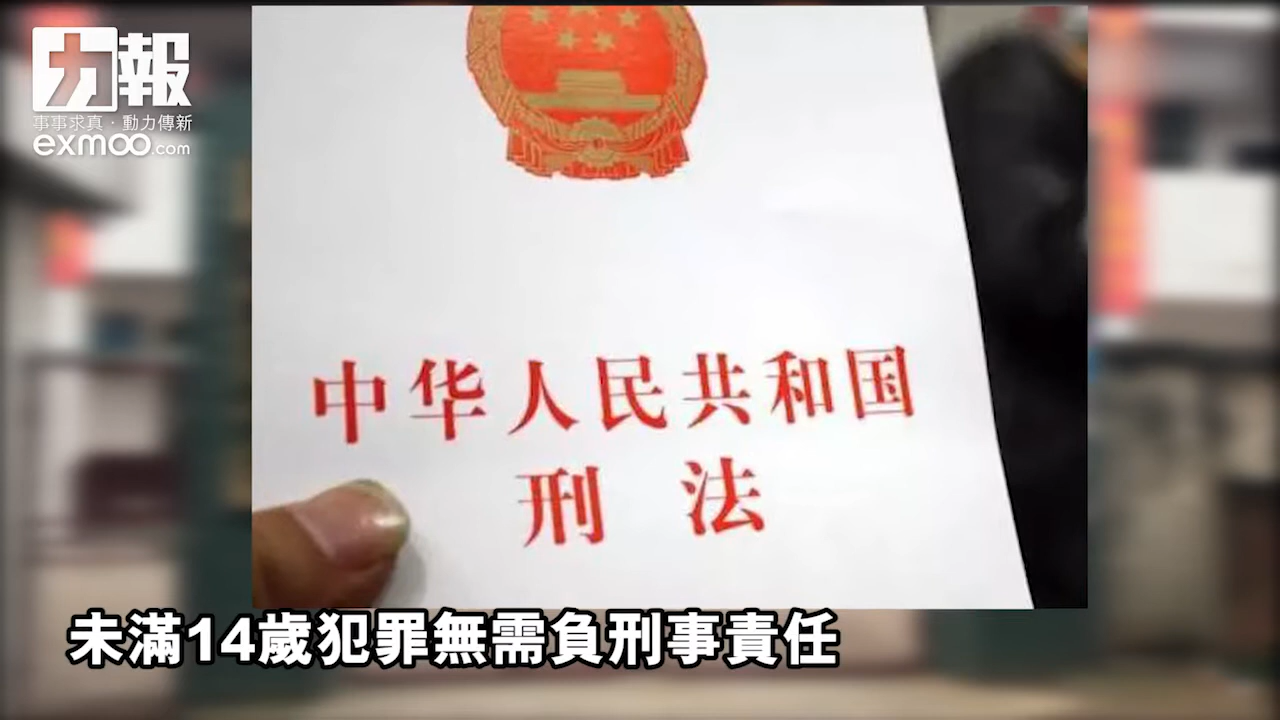 力報
事事求真·動力傳新
exmoo.com
中华人民共和国
刑法
未滿14歲犯罪無需負刑事責任